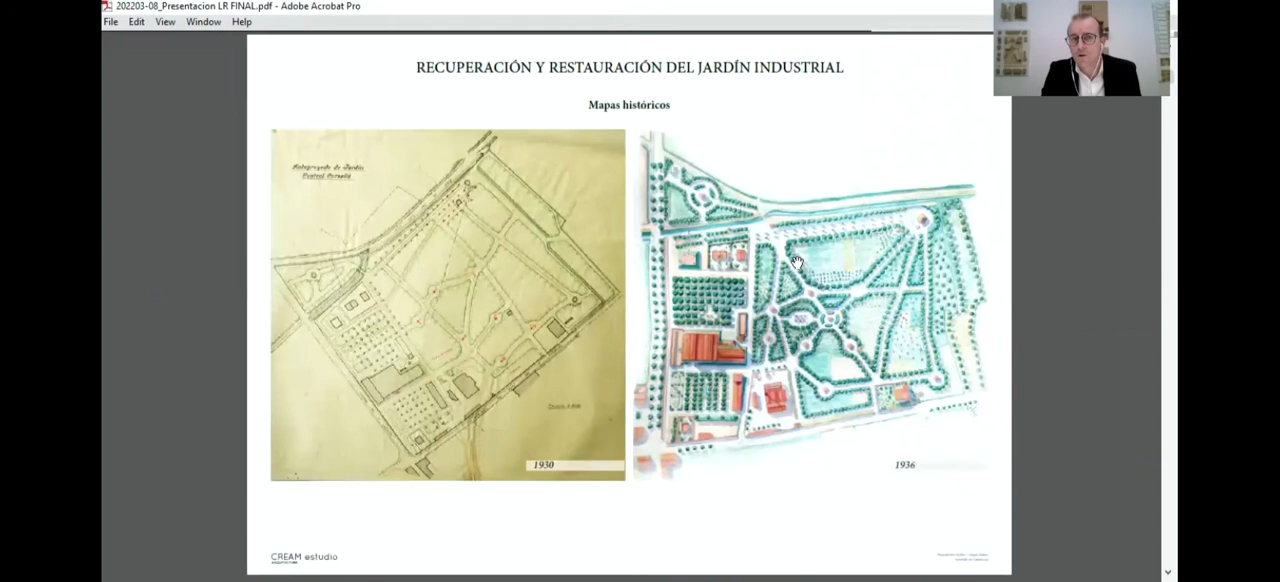 202203-08_Presentacion LR FINAL.pdf - Adobe Acrobat Pro
File Edit View Window Help
RECUPERACIÓN Y RESTAURACIÓN DEL JARDÍN INDUSTRIAL
Mapas históricos
Anteproyecto de Jardín
1930
1936
CREAM estudio